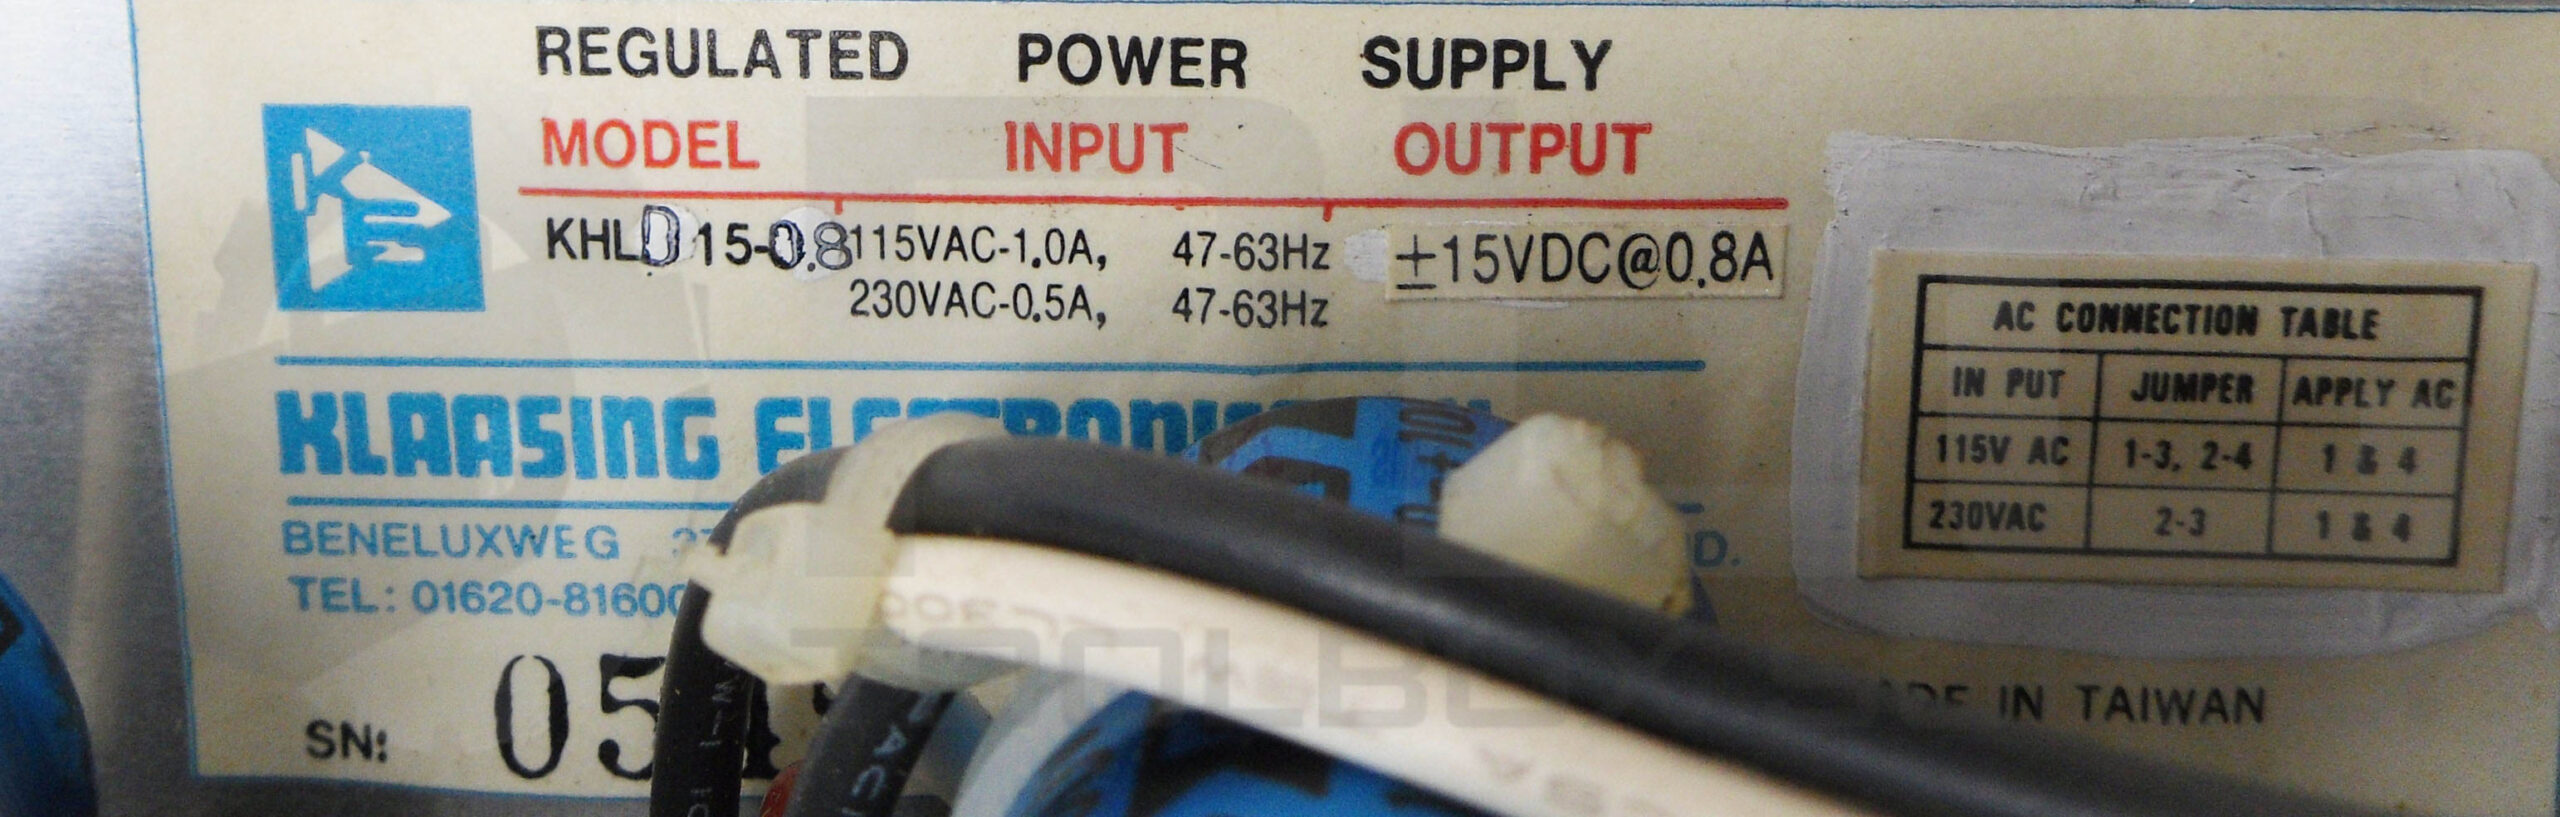 REGULATED POWER SUPPLY
MODEL INPUT OUTPUT
KHLD 15-0.8 115VAC-1.0A, 47-63Hz ±15VDC@0.8A
230VAC-0.5A, 47-63Hz
KLAASING
BENELUXWEG
TEL: 01620-81600
SN:
AC CONNECTION TABLE
IN PUT JUMPER APPLY AC
115V AC 1-3, 2-4 1 & 4
230VAC 2-3 1 & 4
IN TAIWAN